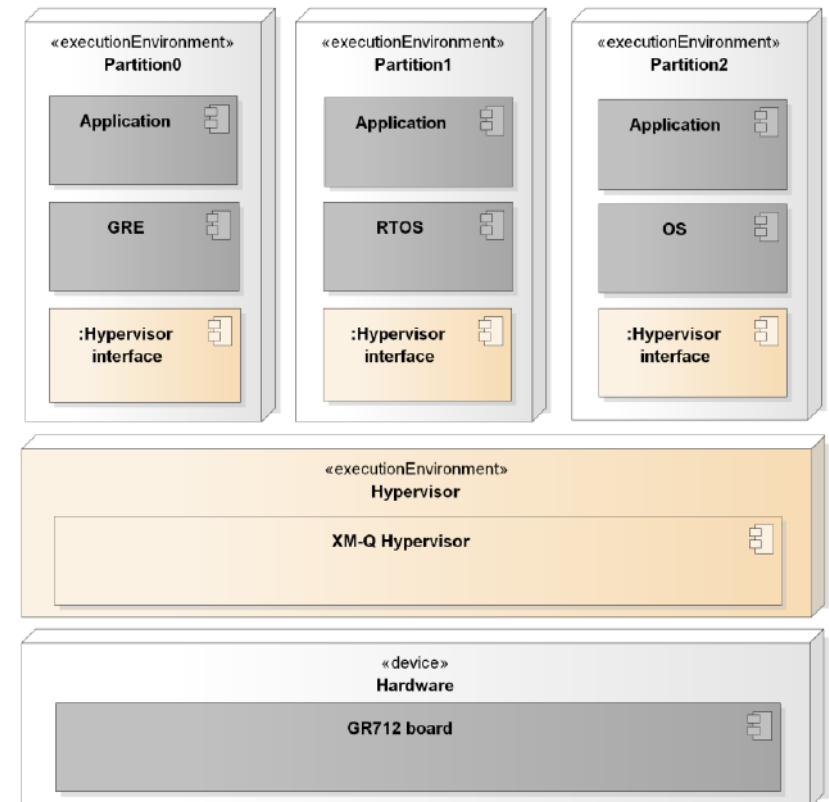 «executionEnvironment»
Partition0
Application
GRE
:Hypervisor
interface
«executionEnvironment»
Partition1
Application
RTOS
:Hypervisor
interface
«executionEnvironment»
Partition2
Application
OS
:Hypervisor
interface
«executionEnvironment»
Hypervisor
XM-Q Hypervisor
«device»
Hardware
GR712 board